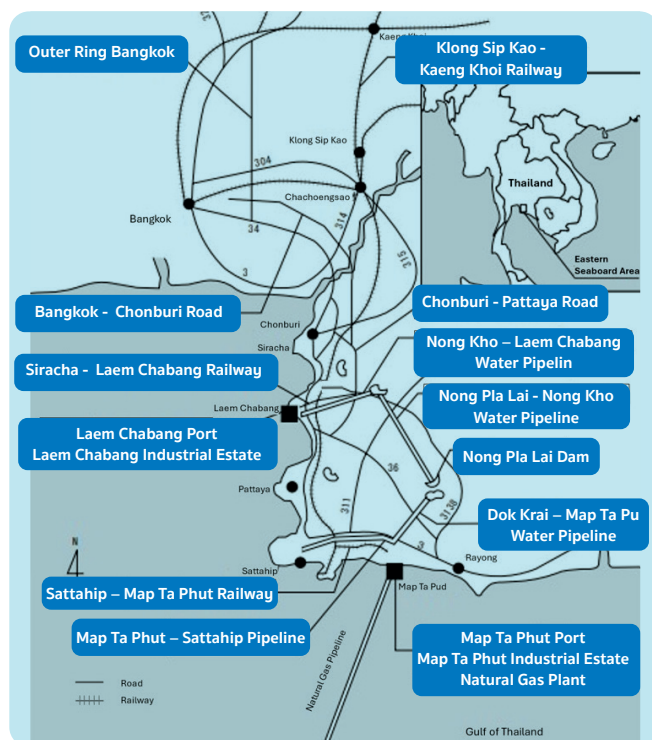 Kaeng Khoi
Outer Ring Bangkok
Klong Sip Kao -
Kaeng Khoi Railway
Klong Sip Kao
304
Thailand
Chachoengsao
Bangkok
314
34
315
Eastern
Seaboard Area
3
Bangkok - Chonburi Road
Chonburi - Pattaya Road
Chonburi
Siracha
Nong Kho – Laem Chabang
Water Pipelin
Siracha - Laem Chabang Railway
Nong Pla Lai - Nong Kho
Water Pipeline
Laem Chabang
Laem Chabang Port
Laem Chabang Industrial Estate
Nong Pla Lai Dam
36
Pattaya
311
3138
Dok Krai – Map Ta Pu
Water Pipeline
N
3
Rayong
Sattahip
Map Ta Pud
Sattahip – Map Ta Phut Railway
Map Ta Phut – Sattahip Pipeline
Map Ta Phut Port
Map Ta Phut Industrial Estate
Natural Gas Plant
Natural Gas Pipeline
Road
Railway
Gulf of Thailand